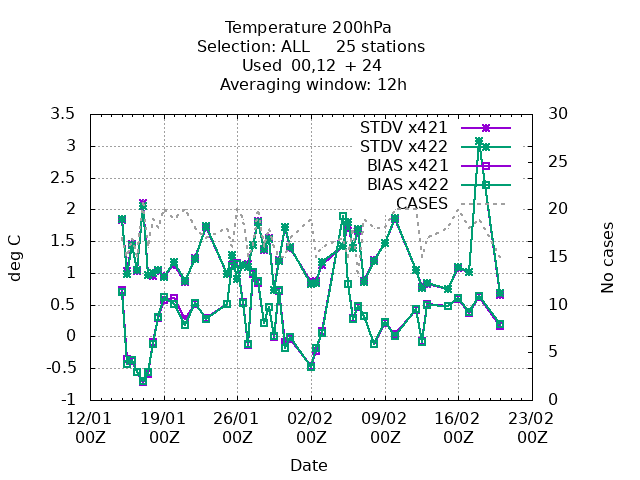 Temperature 200hPa
Selection: ALL 25 stations
Used 00,12 + 24
Averaging window: 12h
3.5
3
2.5
2
1.5
1
0.5
0
-0.5
-1
deg C
30
25
20
15
10
5
0
No cases
STDV x421
STDV x422
BIAS x421
BIAS x422
CASES
12/01 19/01 26/01 02/02 09/02 16/02 23/02
00Z 00Z 00Z 00Z 00Z 00Z 00Z
Date